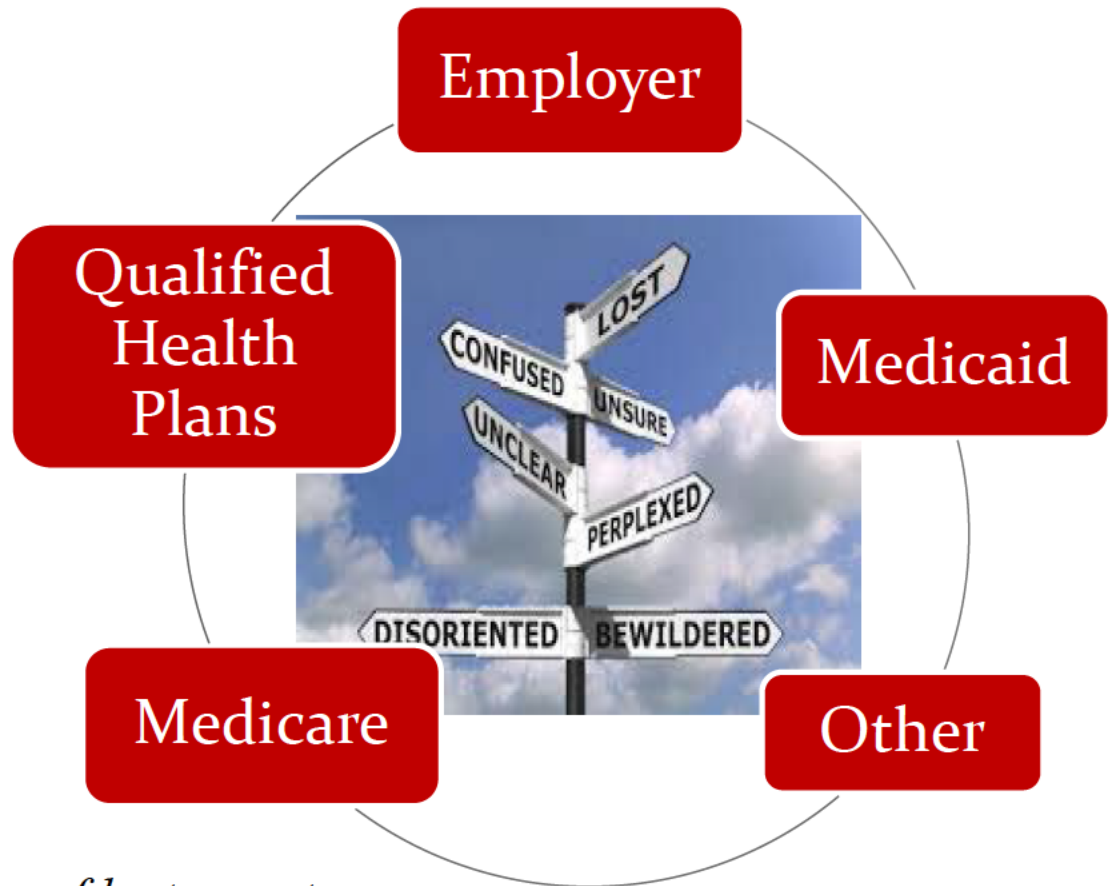 Employer
Qualified
Health
Plans
Medicaid
LOST
CONFUSED
UNSURE
UNCLEAR
PERPLEXED
DISORIENTED
BEWILDERED
Medicare
Other